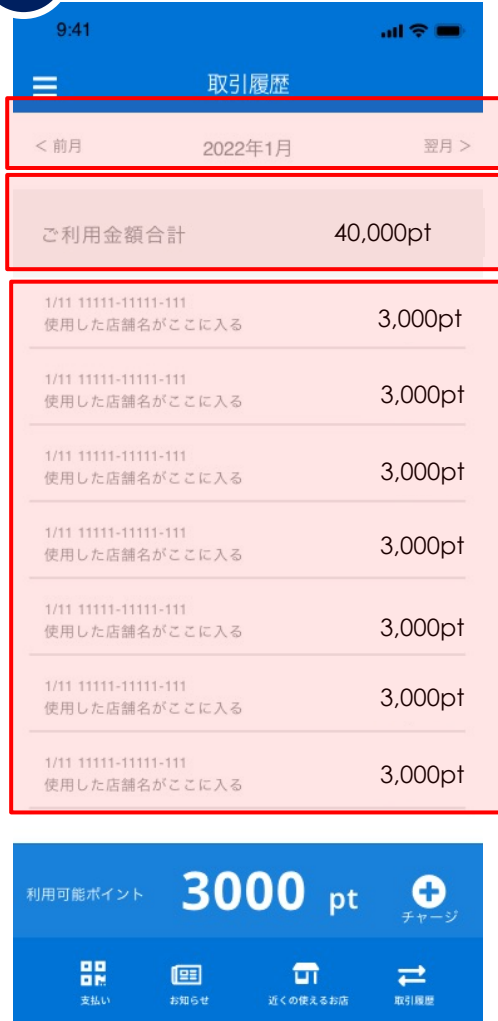 9:41
取引履歴
< 前月 2022年1月 翌月 >
ご利用金額合計 40,000pt
1/11 11111-11111-111
使用した店舗名がここに入る 3,000pt
1/11 11111-11111-111
使用した店舗名がここに入る 3,000pt
1/11 11111-11111-111
使用した店舗名がここに入る 3,000pt
1/11 11111-11111-111
使用した店舗名がここに入る 3,000pt
1/11 11111-11111-111
使用した店舗名がここに入る 3,000pt
1/11 11111-11111-111
使用した店舗名がここに入る 3,000pt
1/11 11111-11111-111
使用した店舗名がここに入る 3,000pt
利用可能ポイント 3000 pt
チャージ
支払い お知らせ 近くの使えるお店 取引履歴